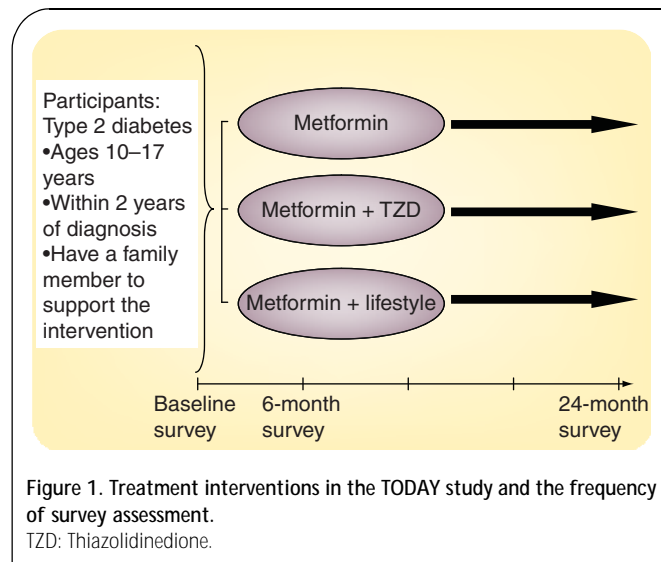 Participants:
Type 2 diabetes
•Ages 10–17
years
•Within 2 years
of diagnosis
•Have a family
member to
support the
intervention
Metformin
Metformin + TZD
Metformin + lifestyle
Baseline
survey
6-month
survey
24-month
survey
Figure 1. Treatment interventions in the TODAY study and the frequency
of survey assessment.
TZD: Thiazolidinedione.